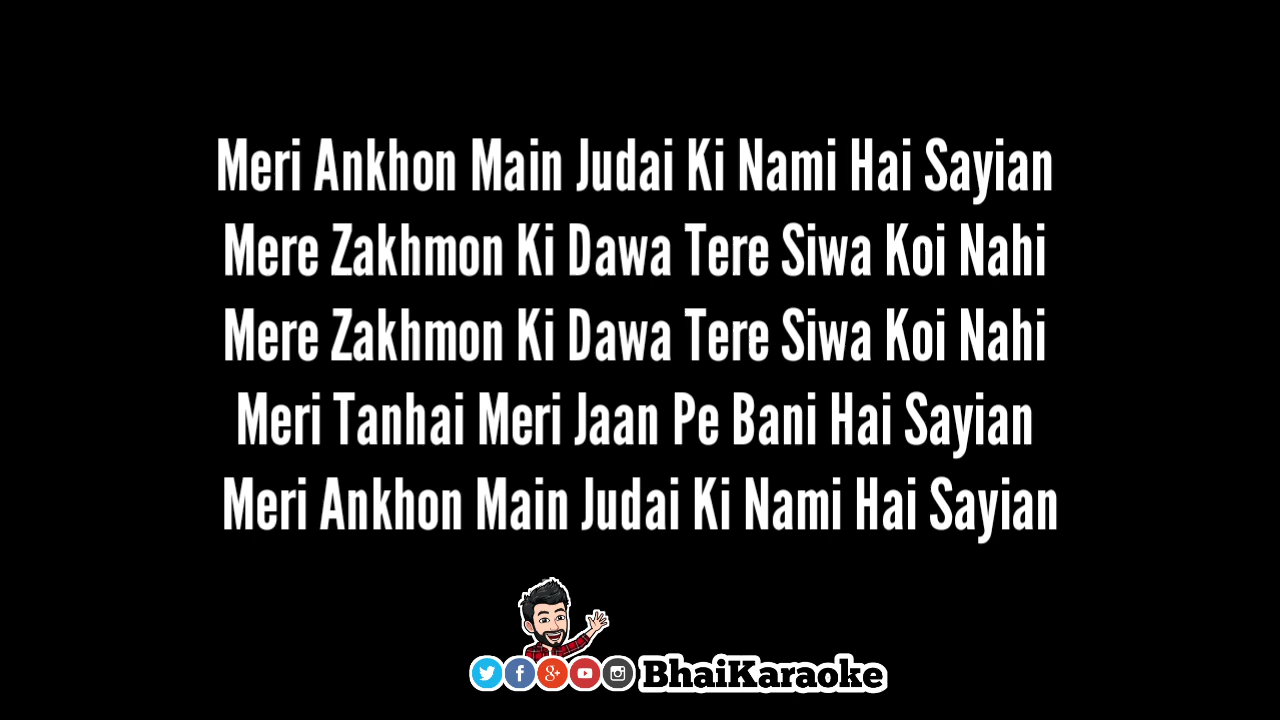 Meri Ankhon Main Judai Ki Nami Hai Sayian
Mere Zakhmon Ki Dawa Tere Siwa Koi Nahi
Mere Zakhmon Ki Dawa Tere Siwa Koi Nahi
Meri Tanhai Meri Jaan Pe Bani Hai Sayian
Meri Ankhon Main Judai Ki Nami Hai Sayian
BhaiKaraoke